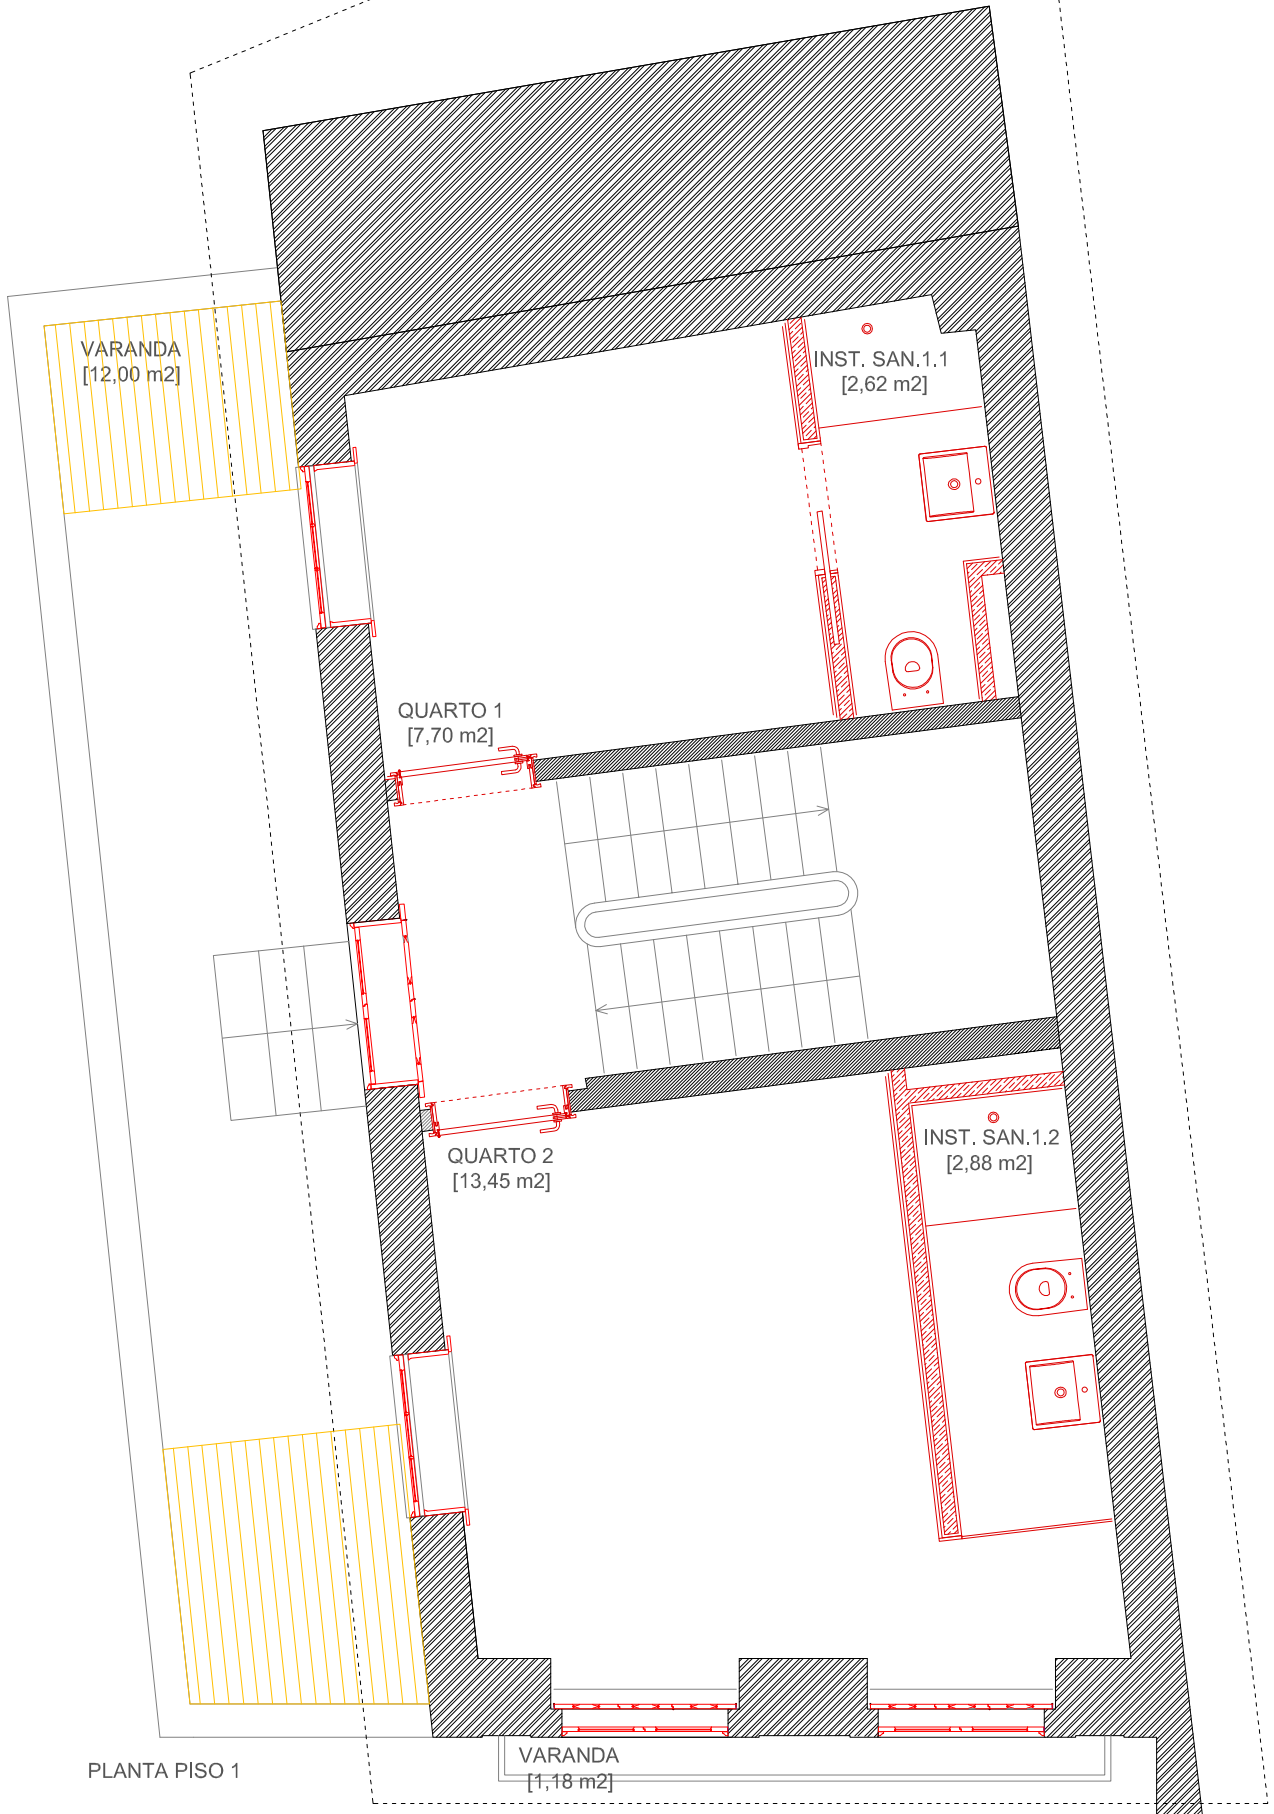 VARANDA
[12,00 m2]
INST. SAN.1.1
[2,62 m2]
QUARTO 1
[7,70 m2]
INST. SAN.1.2
[2,88 m2]
QUARTO 2
[13,45 m2]
VARANDA
[1,18 m2]
PLANTA PISO 1